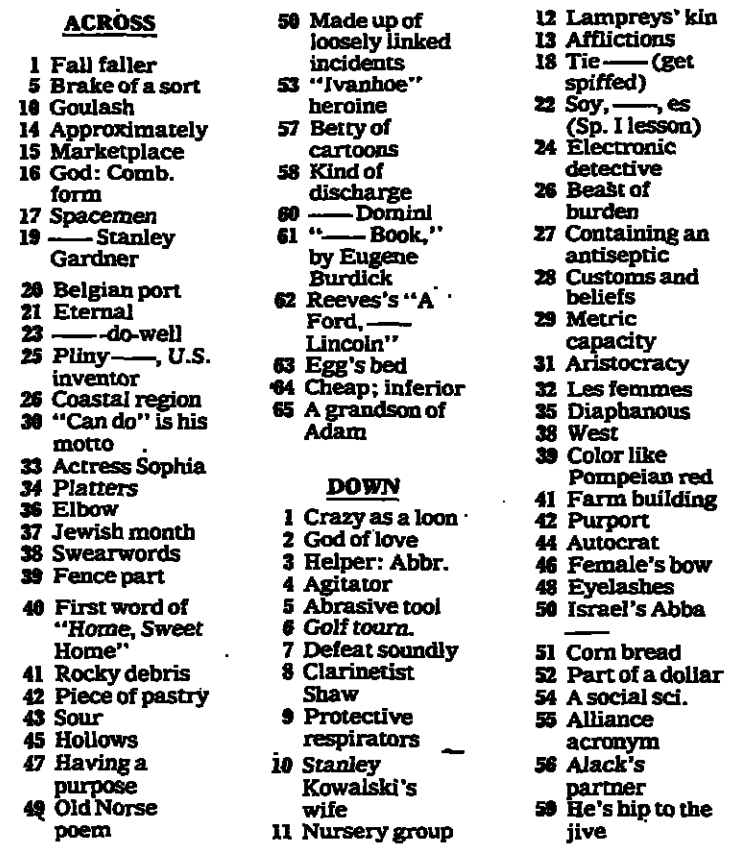 ACROSS
1 Fall faller
5 Brake of a sort
10 Goulash
14 Approximately
15 Marketplace
16 God: Comb.
form
17 Spacemen
19 —— Stanley
Gardner
20 Belgian port
21 Eternal
23 ——-do-well
25 Pliny ——, U.S.
inventor
26 Coastal region
30 “Can do” is his
motto
33 Actress Sophia
34 Platters
36 Elbow
37 Jewish month
38 Swearwords
39 Fence part
40 First word of
“Home, Sweet
Home”
41 Rocky debris
42 Piece of pastry
43 Sour
45 Hollows
47 Having a
purpose
49 Old Norse
poem
50 Made up of
loosely linked
incidents
53 “Ivanhoe”
heroine
57 Betty of
cartoons
58 Kind of
discharge
60 —— Domini
61 “—— Book,”
by Eugene
Burdick
62 Reeves's “A
Ford, ——
Lincoln”
63 Egg's bed
64 Cheap; inferior
65 A grandson of
Adam
DOWN
1 Crazy as a loon
2 God of love
3 Helper: Abbr.
4 Agitator
5 Abrasive tool
6 Golf tourn.
7 Defeat soundly
8 Clarinetist
Shaw
9 Protective
respirators
10 Stanley
Kowalski's
wife
11 Nursery group
12 Lampreys' kin
13 Afflictions
18 Tie —— (get
spiffed)
22 Soy, ——, es
(Sp. I lesson)
24 Electronic
detective
26 Beast of
burden
27 Containing an
antiseptic
28 Customs and
beliefs
29 Metric
capacity
31 Aristocracy
32 Les femmes
35 Diaphanous
38 West
39 Color like
Pompeian red
41 Farm building
42 Purport
44 Autocrat
46 Female's bow
48 Eyelashes
50 Israel's Abba
——
51 Corn bread
52 Part of a dollar
54 A social sci.
55 Alliance
acronym
56 Alack's
partner
59 He's hip to the
jive